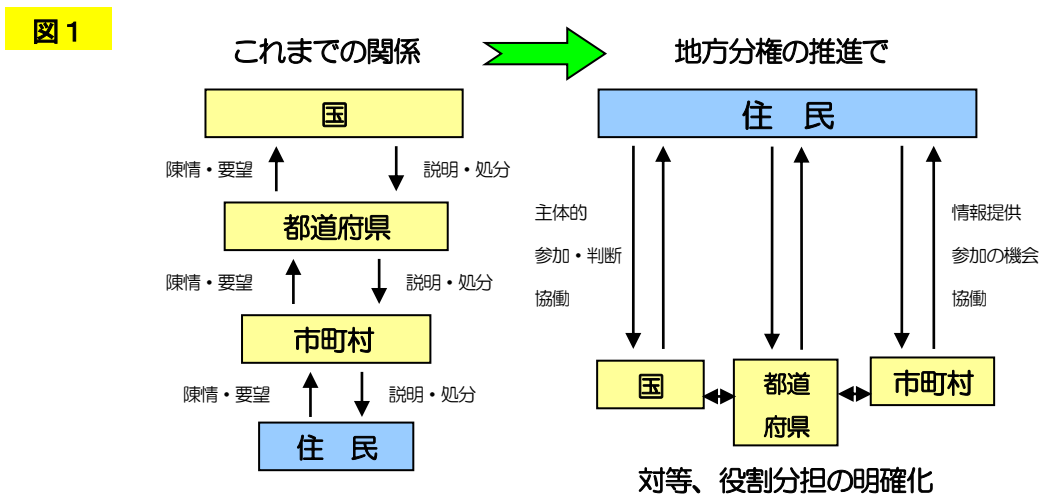 図１
これまでの関係
地方分権の推進で
国
陳情・要望
説明・処分
都道府県
陳情・要望
説明・処分
市町村
陳情・要望
説明・処分
住　民
住　民
主体的
参加・判断
協働
情報提供
参加の機会
協働
国
都道
府県
市町村
対等、役割分担の明確化